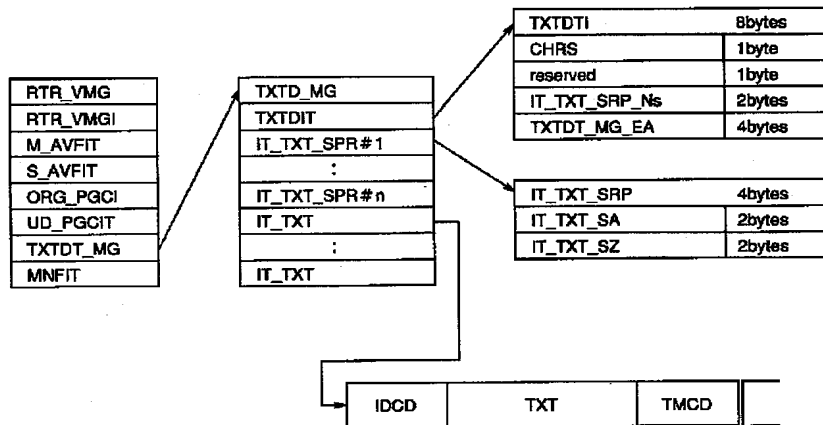 RTR_VMG
RTR_VMGI
M_AVFIT
S_AVFIT
ORG_PGCI
UD_PGCIT
TXTDT_MG
MNFIT
TXTD_MG
TXTDIT
IT_TXT_SPR#1
:
IT_TXT_SPR#n
IT_TXT
:
IT_TXT
TXTDTI 8bytes
CHRS 1byte
reserved 1byte
IT_TXT_SRP_Ns 2bytes
TXTDT_MG_EA 4bytes
IT_TXT_SRP 4bytes
IT_TXT_SA 2bytes
IT_TXT_SZ 2bytes
IDCD TXT TMCD